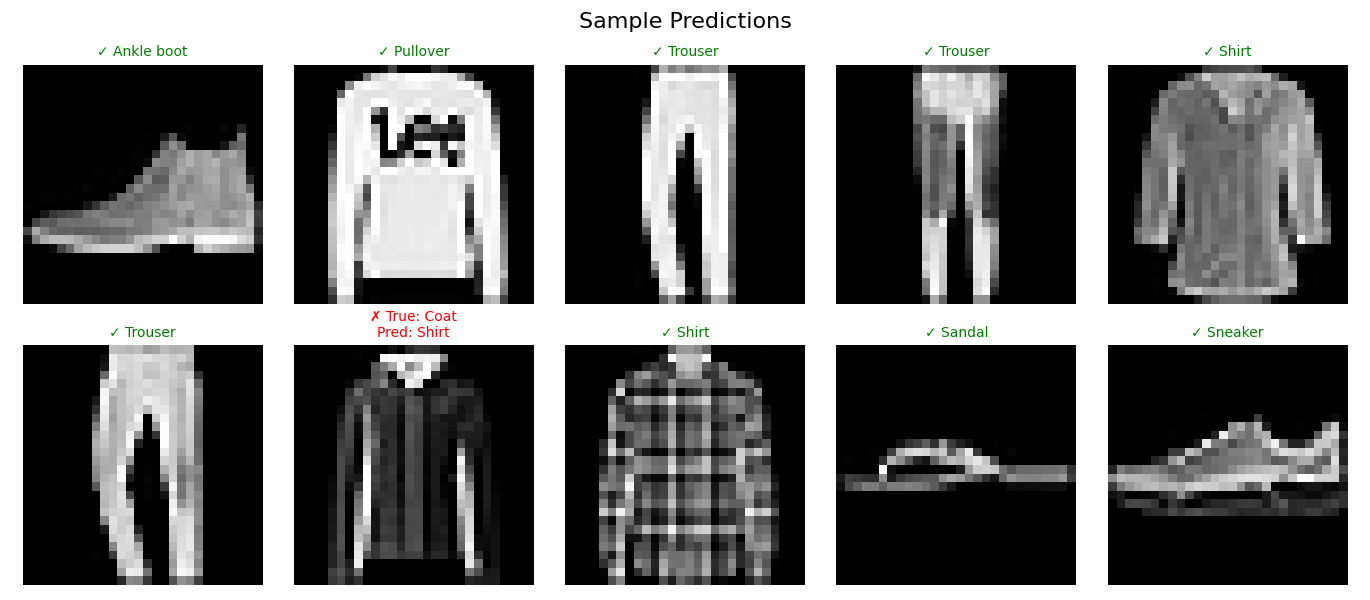 Sample Predictions
✓ Ankle boot
✓ Pullover
✓ Trouser
✓ Trouser
✓ Shirt
✓ Trouser
✗ True: Coat
Pred: Shirt
✓ Shirt
✓ Sandal
✓ Sneaker